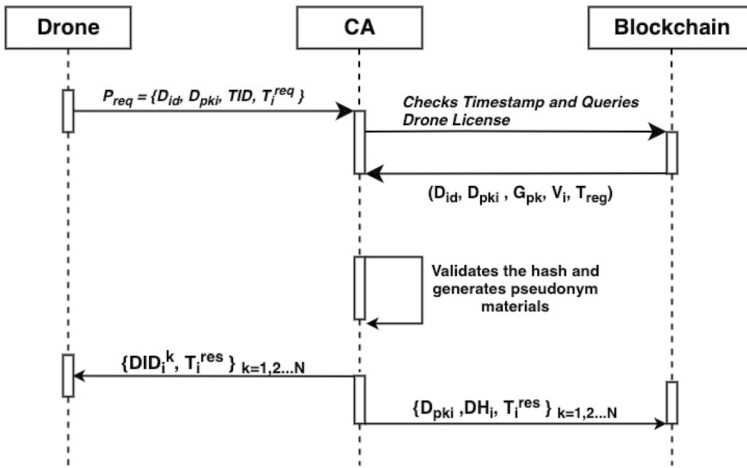 Drone
CA
Blockchain
P_req = {D_id, D_pki, TID, T_i^req }
Checks Timestamp and Queries
Drone License
(D_id, D_pki , G_pk, V_i, T_reg)
Validates the hash and
generates pseudonym
materials
{DID_i^k, T_i^res } k=1,2...N
{D_pki ,DH_i, T_i^res } k=1,2...N